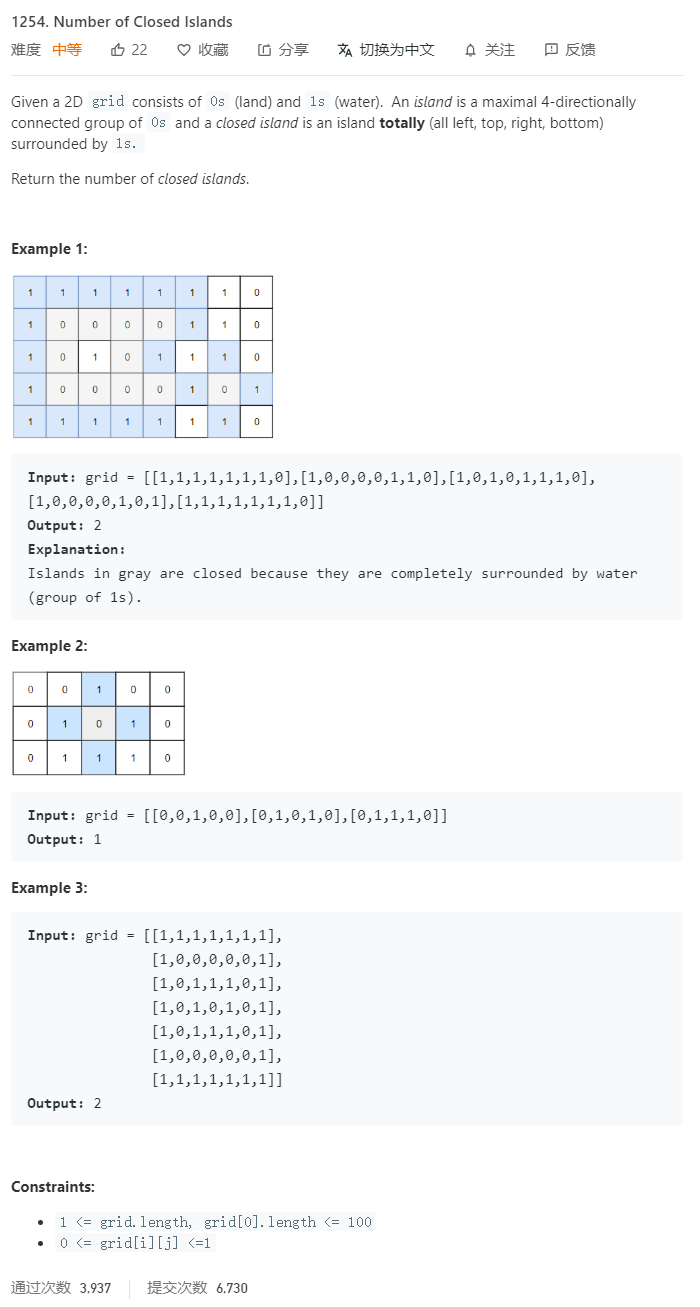 1254. Number of Closed Islands
难度 中等 22 收藏 分享 切换为中文 关注 反馈
Given a 2D grid consists of 0s (land) and 1s (water). An island is a maximal 4-directionally
connected group of 0s and a closed island is an island totally (all left, top, right, bottom)
surrounded by 1s.
Return the number of closed islands.
Example 1:
1 1 1 1 1 1 1 0
1 0 0 0 0 1 1 0
1 0 1 0 1 1 1 0
1 0 0 0 0 1 0 1
1 1 1 1 1 1 1 0
Input: grid = [[1,1,1,1,1,1,1,0],[1,0,0,0,0,1,1,0],[1,0,1,0,1,1,1,0],
[1,0,0,0,0,1,0,1],[1,1,1,1,1,1,1,0]]
Output: 2
Explanation:
Islands in gray are closed because they are completely surrounded by water
(group of 1s).
Example 2:
0 0 1 0 0
0 1 0 1 0
0 1 1 1 0
Input: grid = [[0,0,1,0,0],[0,1,0,1,0],[0,1,1,1,0]]
Output: 1
Example 3:
Input: grid = [[1,1,1,1,1,1,1],
[1,0,0,0,0,0,1],
[1,0,1,1,1,0,1],
[1,0,1,0,1,0,1],
[1,0,1,1,1,0,1],
[1,0,0,0,0,0,1],
[1,1,1,1,1,1,1]]
Output: 2
Constraints:
1 <= grid.length, grid[0].length <= 100
0 <= grid[i][j] <=1
通过次数 3,937 提交次数 6,730